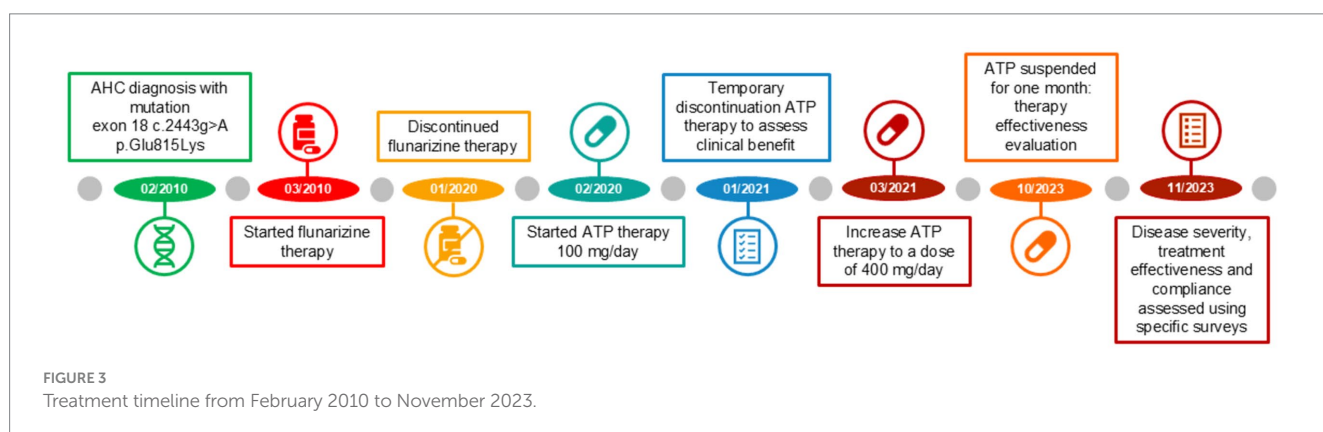 AHC diagnosis with
mutation
exon 18 c.2443g>A
p.Glu815Lys
02/2010
03/2010
Started flunarizine
therapy
Discontinued
flunarizine therapy
01/2020
02/2020
Started ATP therapy
100 mg/day
Temporary
discontinuation ATP
therapy to assess
clinical benefit
01/2021
03/2021
Increase ATP
therapy to a dose
of 400 mg/day
ATP suspended
for one month:
therapy
effectiveness
evaluation
10/2023
11/2023
Disease severity,
treatment
effectiveness and
compliance
assessed using
specific surveys
FIGURE 3
Treatment timeline from February 2010 to November 2023.